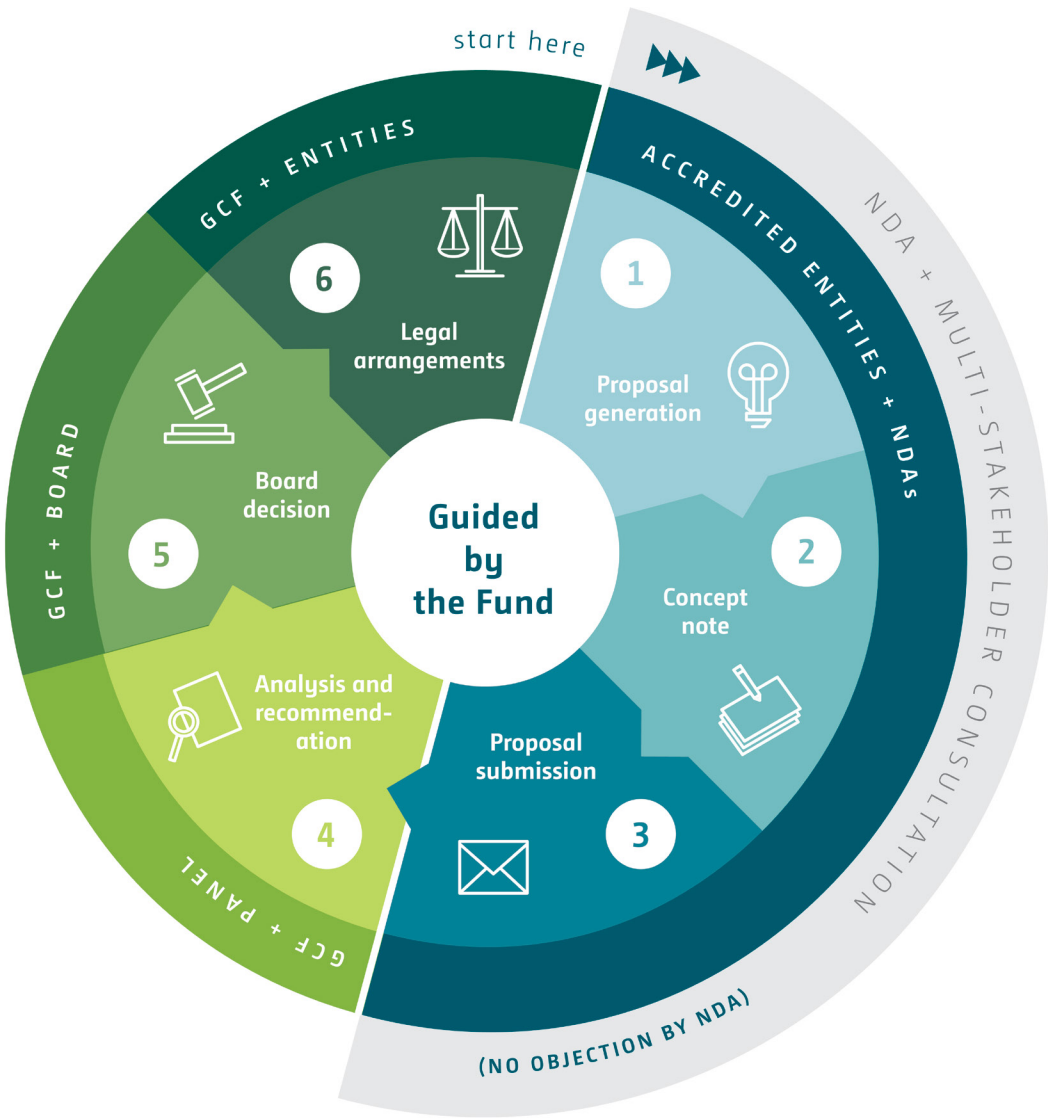 start here
NDA + MULTI-STAKEHOLDER CONSULTATION
(NO OBJECTION BY NDA)
ACCREDITED ENTITIES + NDAs
1
Proposal
generation
2
Concept
note
3
Proposal
submission
GCF + PANEL
4
Analysis and
recommend-
ation
GCF + BOARD
5
Board
decision
GCF + ENTITIES
6
Legal
arrangements
Guided
by
the Fund